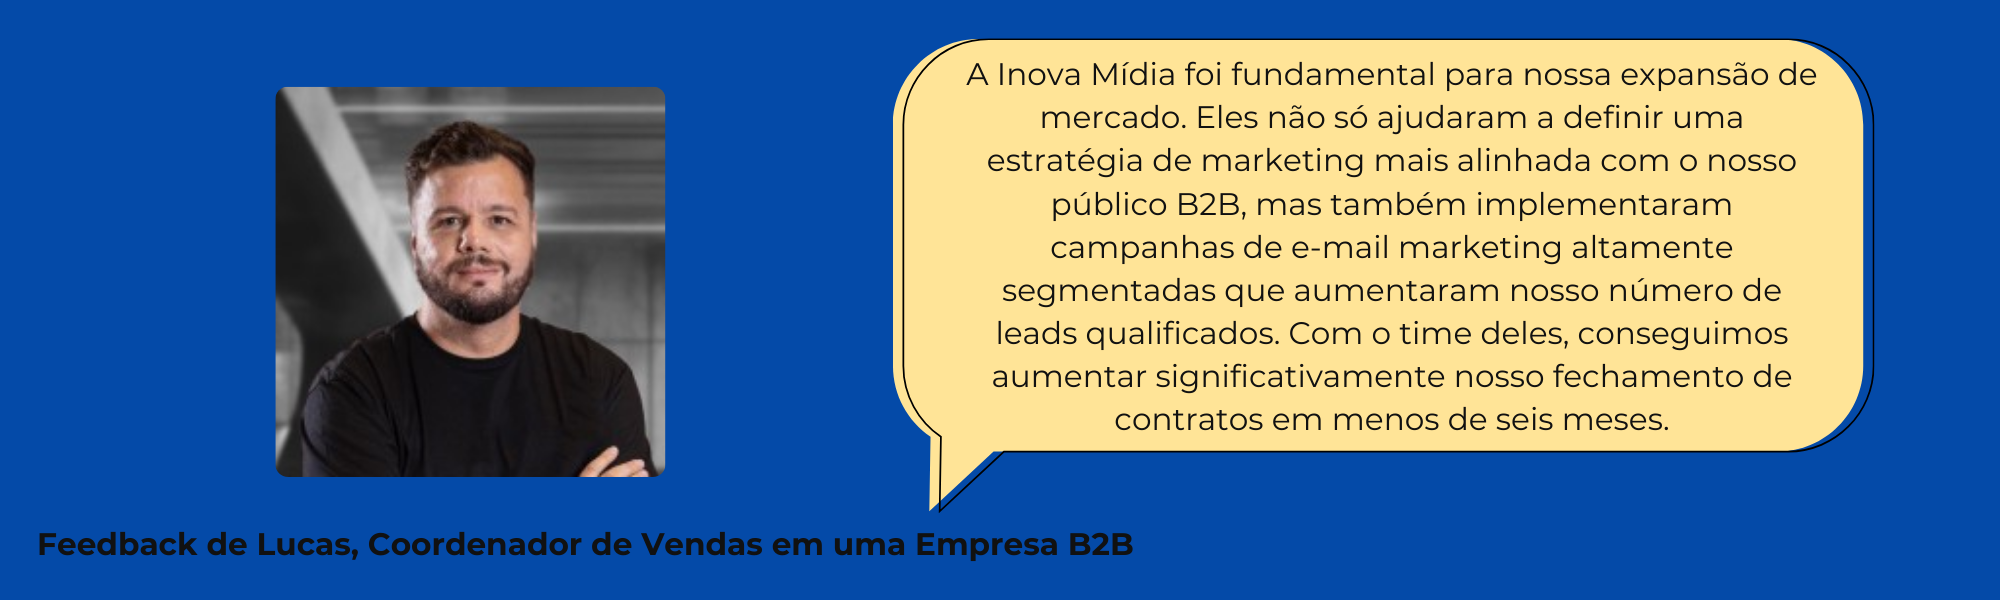 A Inova Mídia foi fundamental para nossa expansão de
mercado. Eles não só ajudaram a definir uma
estratégia de marketing mais alinhada com o nosso
público B2B, mas também implementaram
campanhas de e-mail marketing altamente
segmentadas que aumentaram nosso número de
leads qualificados. Com o time deles, conseguimos
aumentar significativamente nosso fechamento de
contratos em menos de seis meses.
Feedback de Lucas, Coordenador de Vendas em uma Empresa B2B